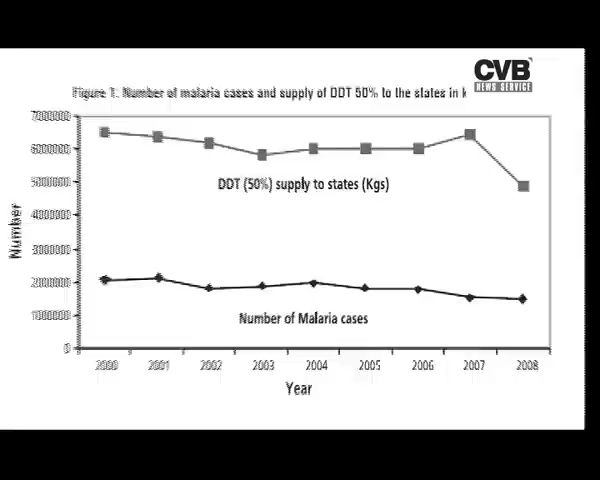 CVB
NEWS SERVICE
Figure 1. Number of malaria cases and supply of DDT 50% to the states in k
7000000
6000000
5000000
4000000
3000000
2000000
1000000
0
Number
DDT (50%) supply to states (Kgs)
Number of Malaria cases
2000 2001 2002 2003 2004 2005 2006 2007 2008
Year